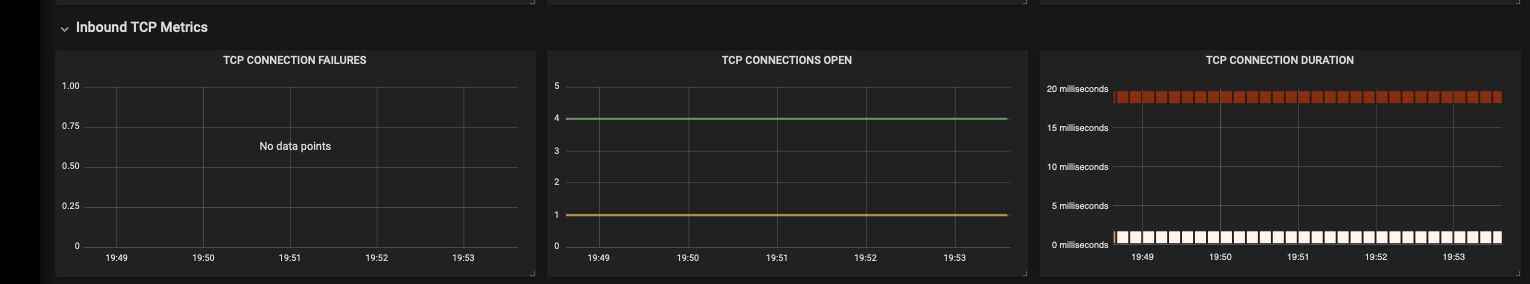 Inbound TCP Metrics
TCP CONNECTION FAILURES
1.00
0.75
0.50
0.25
0
No data points
19:49 19:50 19:51 19:52 19:53
TCP CONNECTIONS OPEN
5
4
3
2
1
0
19:49 19:50 19:51 19:52 19:53
TCP CONNECTION DURATION
20 milliseconds
15 milliseconds
10 milliseconds
5 milliseconds
0 milliseconds
19:49 19:50 19:51 19:52 19:53